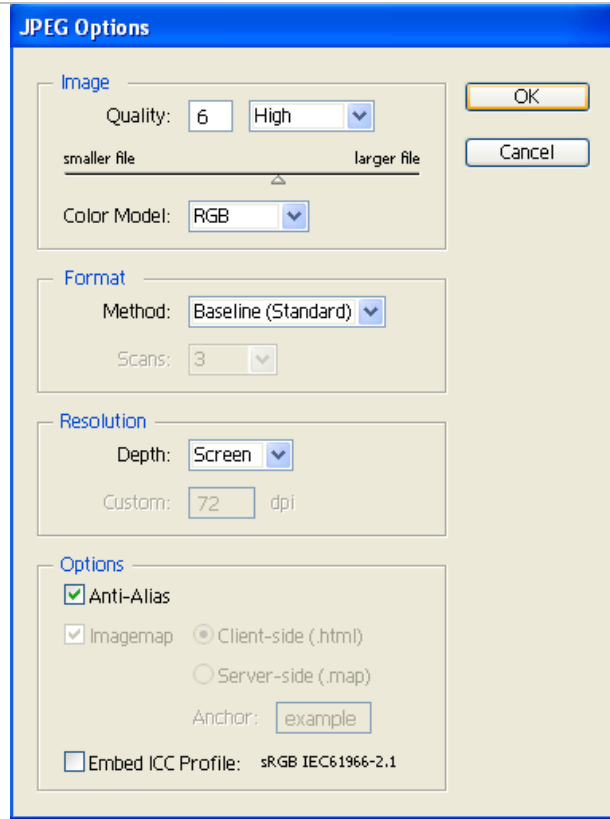 JPEG Options
Image
Quality: 6 High
smaller file larger file
Color Model: RGB
OK
Cancel
Format
Method: Baseline (Standard)
Scans: 3
Resolution
Depth: Screen
Custom: 72 dpi
Options
Anti-Alias
Imagemap Client-side (.html)
Server-side (.map)
Anchor: example
Embed ICC Profile: sRGB IEC61966-2.1